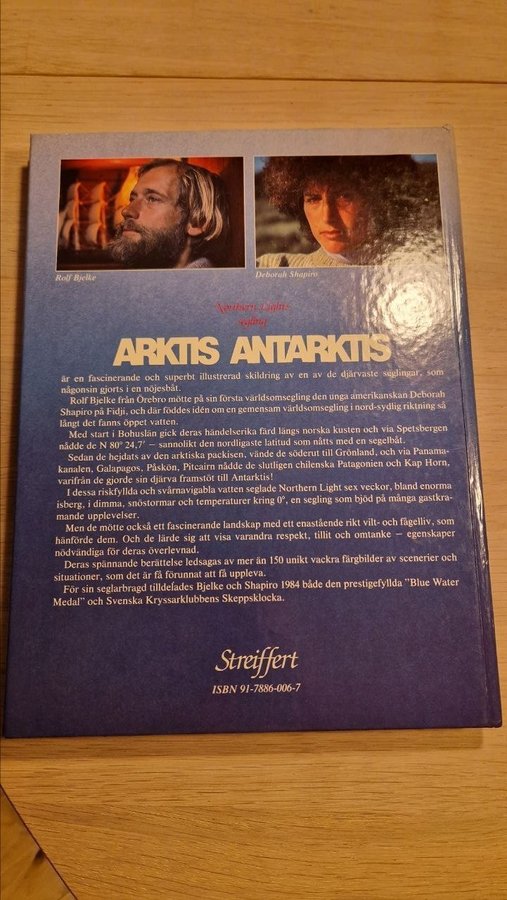 Rolf Bjelke
Deborah Shapiro
Northern Lights
segling
ARKTIS ANTARKTIS
är en fascinerande och superbt illustrerad skildring av en av de djärvaste seglingar, som
någonsin gjorts i en nöjesbåt.
Rolf Bjelke från Örebro mötte på sin första världsomsegling den unga amerikanskan Deborah
Shapiro på Fidji, och där föddes idén om en gemensam världsomsegling i nord-sydlig riktning så
långt det fanns öppet vatten.
Med start i Bohuslän gick deras händelserika färd längs norska kusten och via Spetsbergen
nådde de N 80° 24,7' – sannolikt den nordligaste latitud som nåtts med en segelbåt.
Sedan de hejdats av den arktiska packisen, vände de söderut till Grönland, och via Panama-
kanalen, Galapagos, Påskön, Pitcairn nådde de slutligen chilenska Patagonien och Kap Horn,
varifrån de gjorde sin djärva framstöt till Antarktis!
I dessa riskfyllda och svårnavigabla vatten seglade Northern Light sex veckor, bland enorma
isberg, i dimma, snöstormar och temperaturer kring 0°, en segling som bjöd på många gastkra-
mande upplevelser.
Men de mötte också ett fascinerande landskap med ett enastående rikt vilt- och fågelliv, som
hänförde dem. Och de lärde sig att visa varandra respekt, tillit och omtanke – egenskaper
nödvändiga för deras överlevnad.
Deras spännande berättelse ledsagas av mer än 150 unikt vackra färgbilder av scenerier och
situationer, som det är få förunnat att få uppleva.
För sin seglarbragd tilldelades Bjelke och Shapiro 1984 både den prestigefyllda "Blue Water
Medal" och Svenska Kryssarklubbens Skeppsklocka.
Streiffert
ISBN 91-7886-006-7